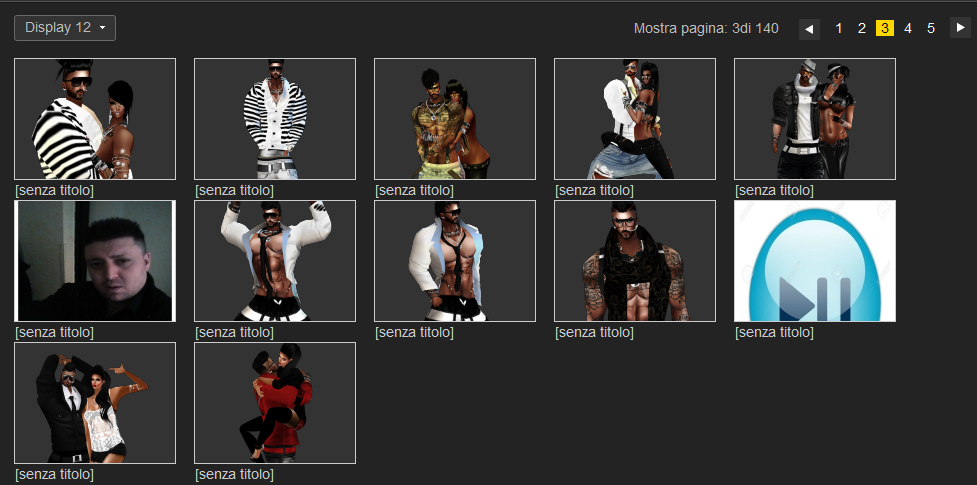 Display 12
Mostra pagina: 3di 140
1 2 3 4 5
[senza titolo] [senza titolo] [senza titolo] [senza titolo] [senza titolo]
[senza titolo] [senza titolo] [senza titolo] [senza titolo] [senza titolo]
[senza titolo] [senza titolo]